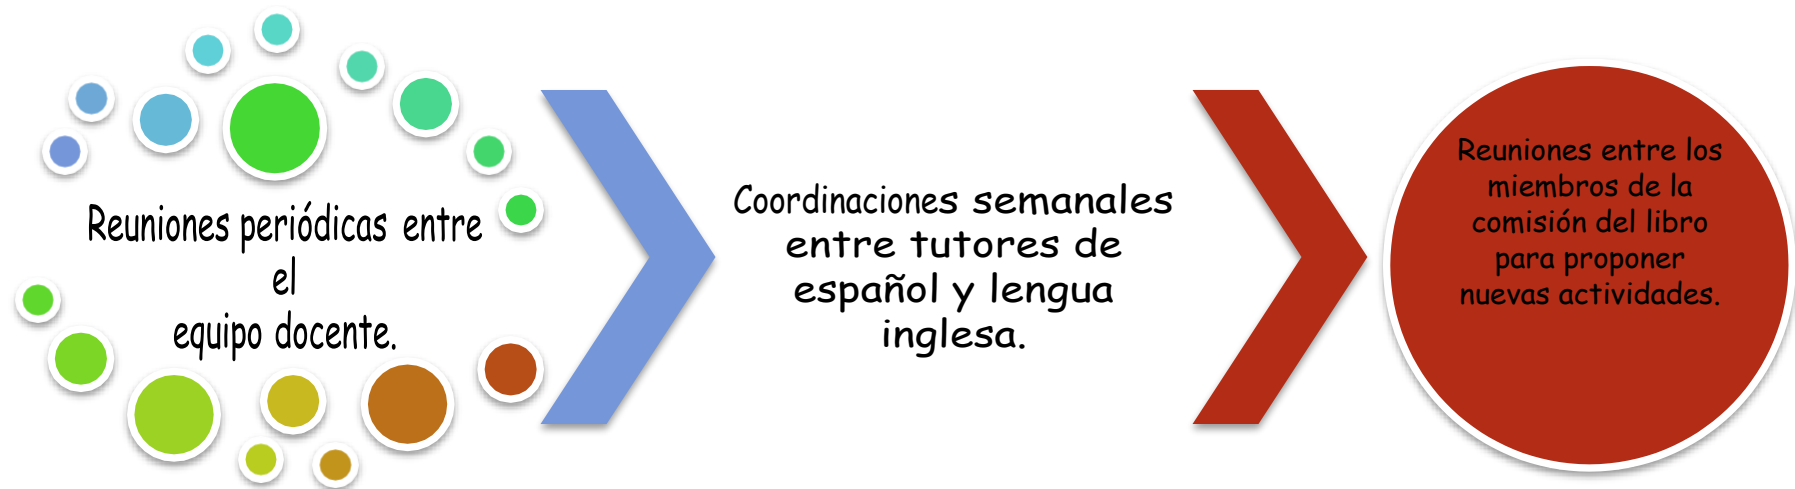 Reuniones periódicas entre
el
equipo docente.
Coordinaciones semanales
entre tutores de
español y lengua
inglesa.
Reuniones entre los
miembros de la
comisión del libro
para proponer
nuevas actividades.